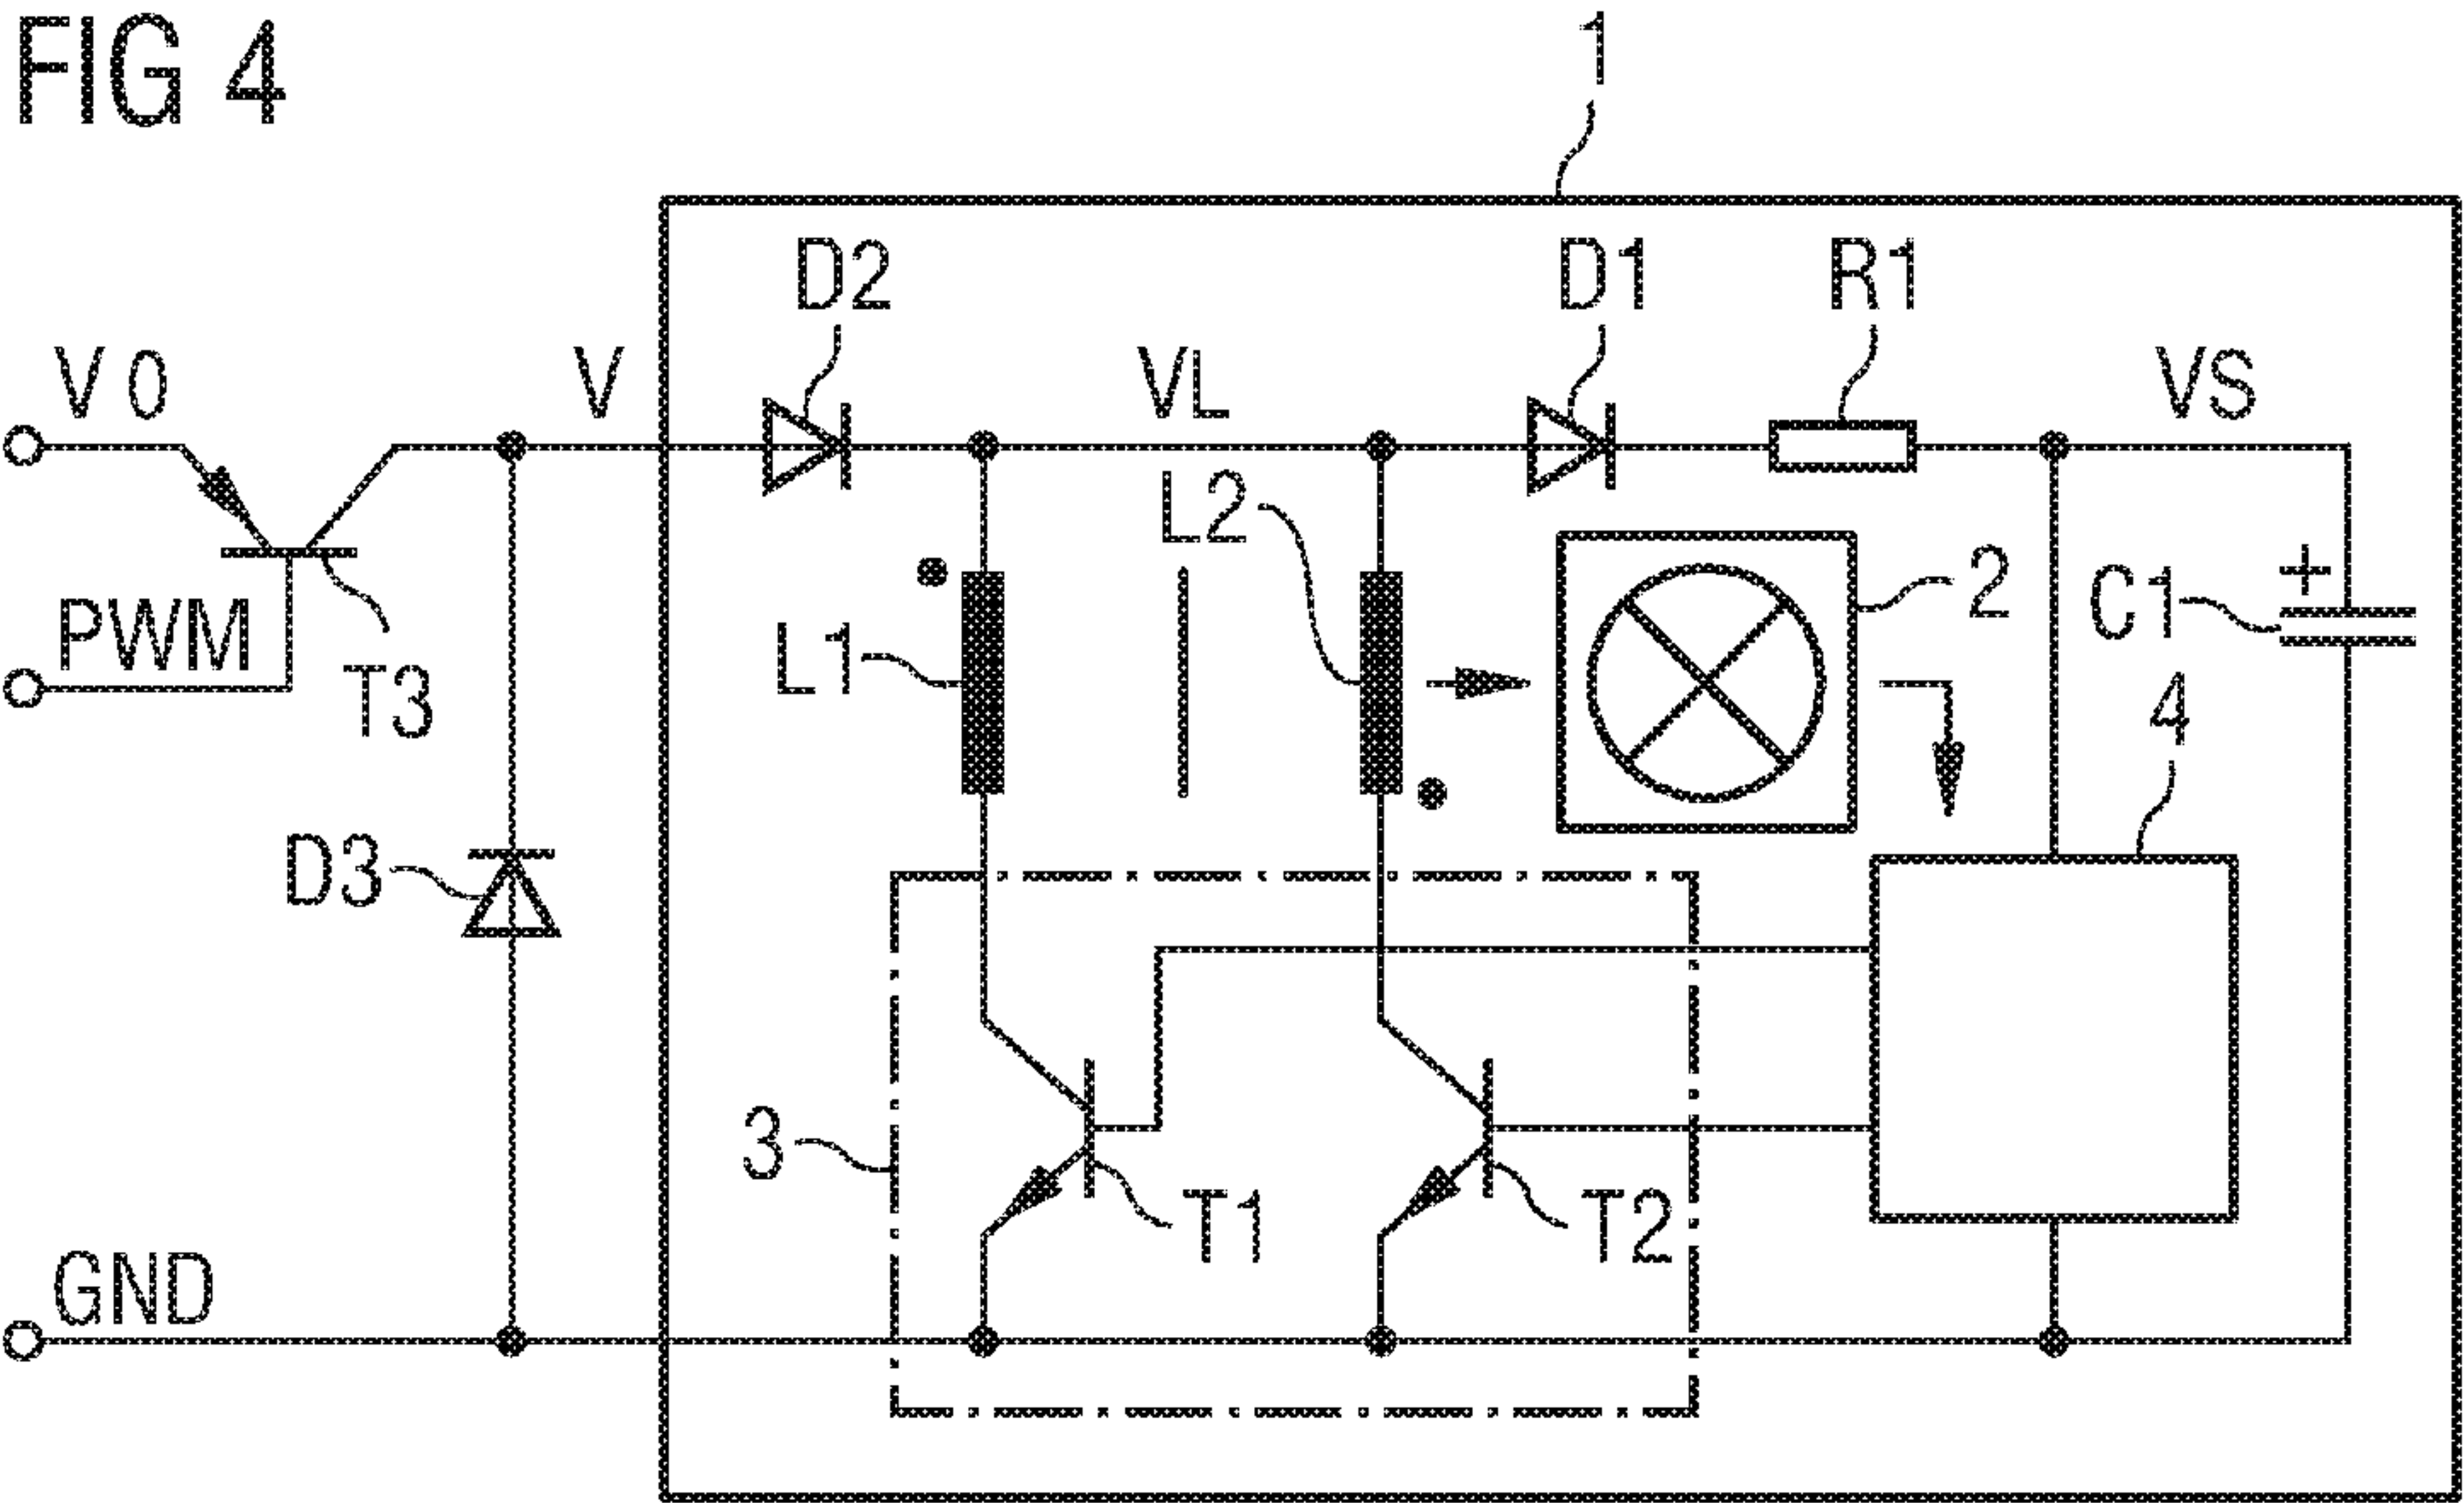 FIG 4
1
D2
D1
R1
V0
V
VL
VS
L2
2
C1
+
PWM
L1
T3
4
D3
3
T1
T2
GND